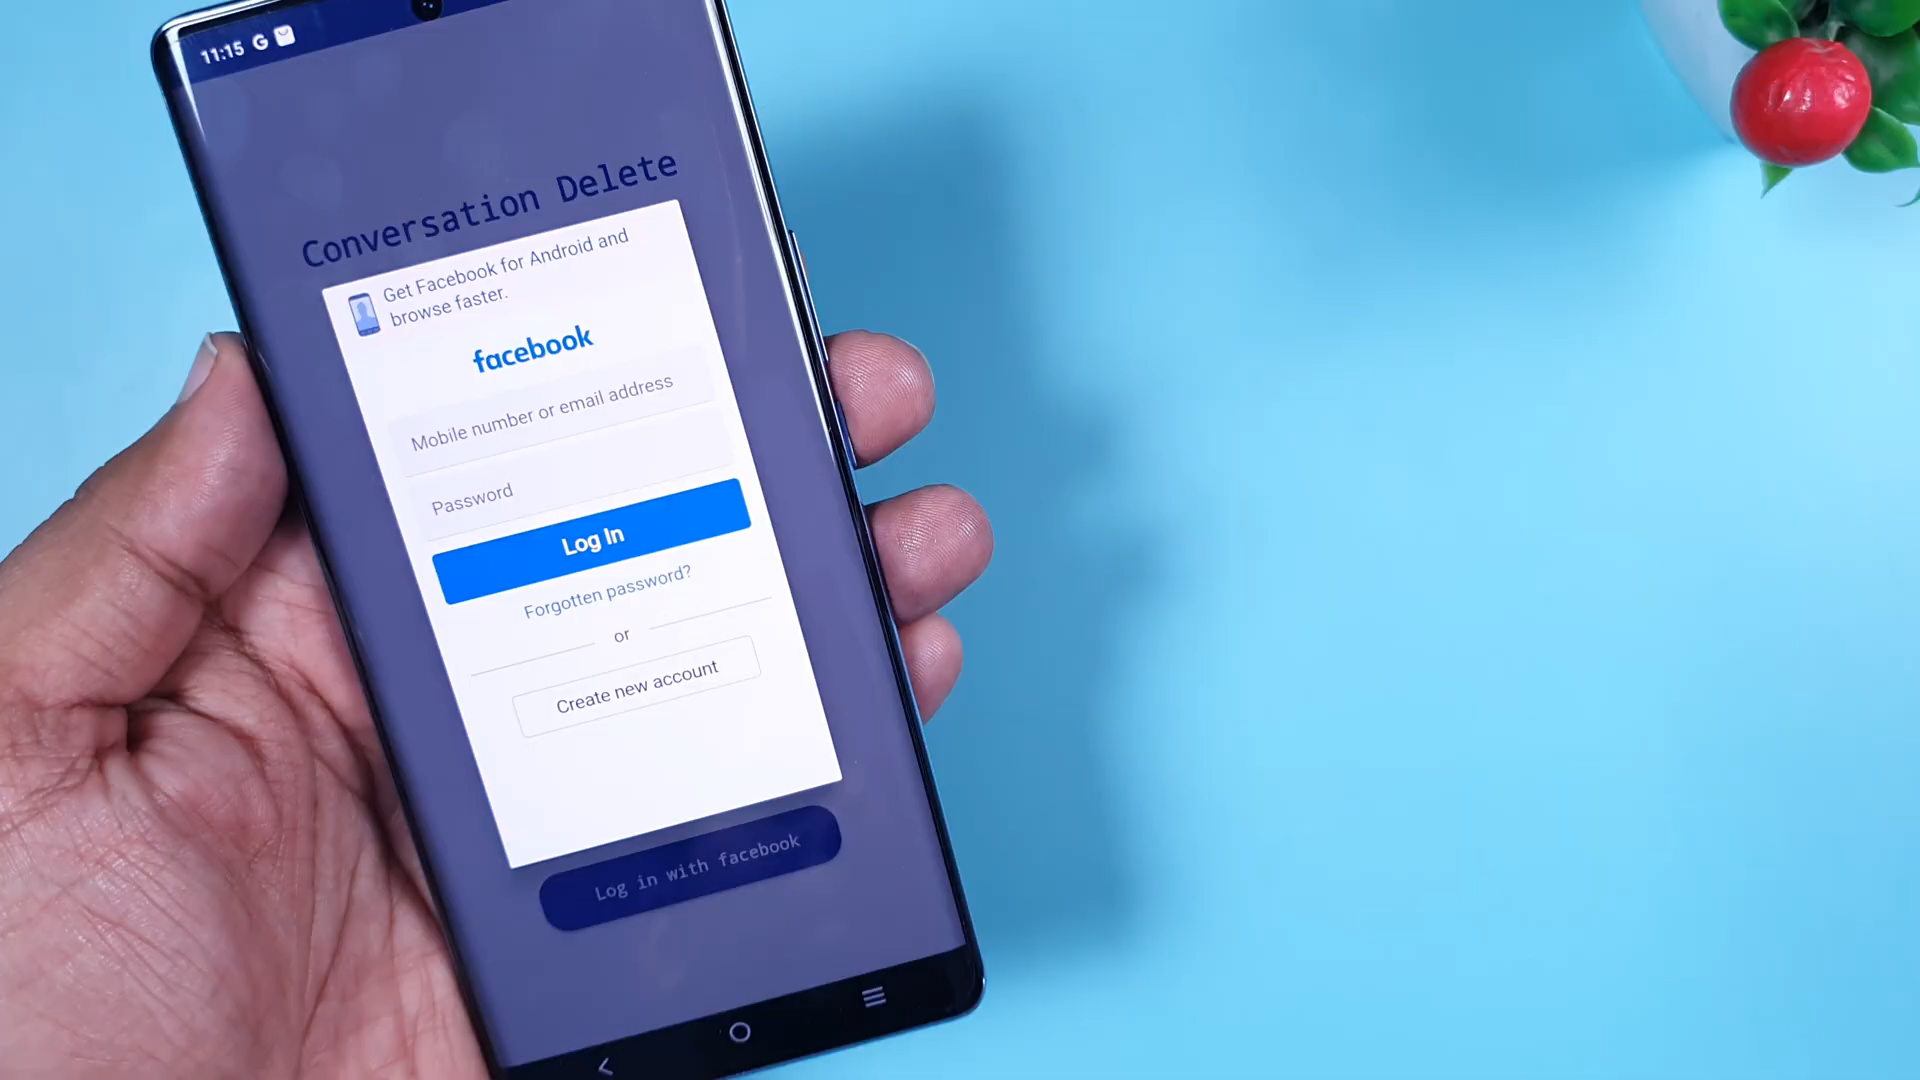 11:15 G
Conversation Delete
Get Facebook for Android and
browse faster.
facebook
Mobile number or email address
Password
Log In
Forgotten password?
or
Create new account
Log in with facebook